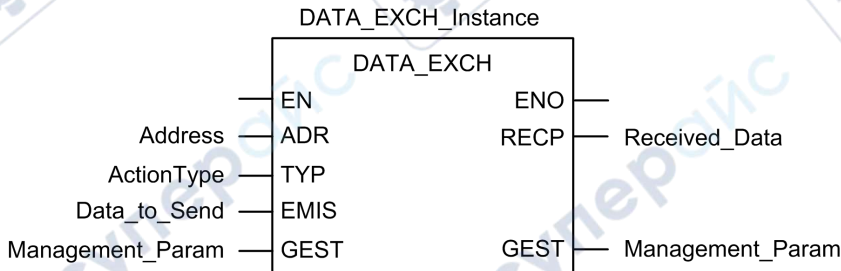 DATA_EXCH_Instance
DATA_EXCH
EN ENO
Address ADR RECP Received_Data
ActionType TYP
Data_to_Send EMIS
Management_Param GEST GEST Management_Param